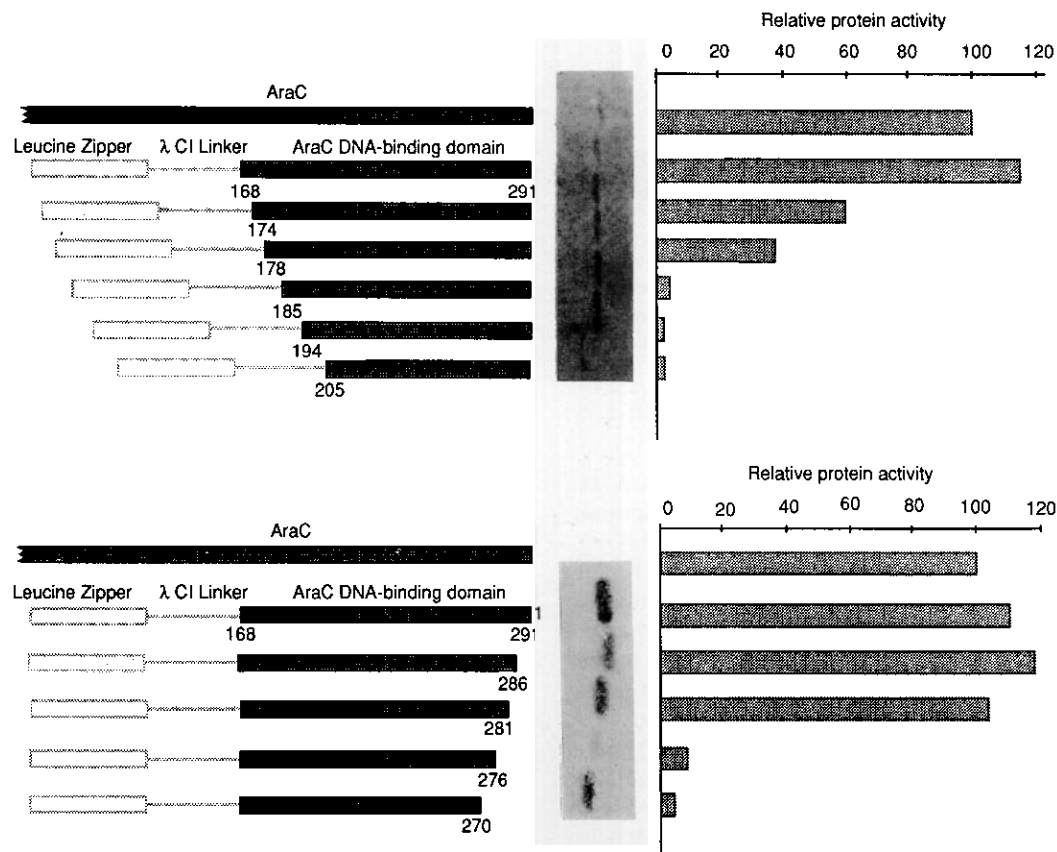 Relative protein activity
0 20 40 60 80 100 120
AraC
Leucine Zipper λ CI Linker AraC DNA-binding domain
168 291
174
178
185
194
205
Relative protein activity
0 20 40 60 80 100 120
AraC
Leucine Zipper λ CI Linker AraC DNA-binding domain
1
168 291
286
281
276
270